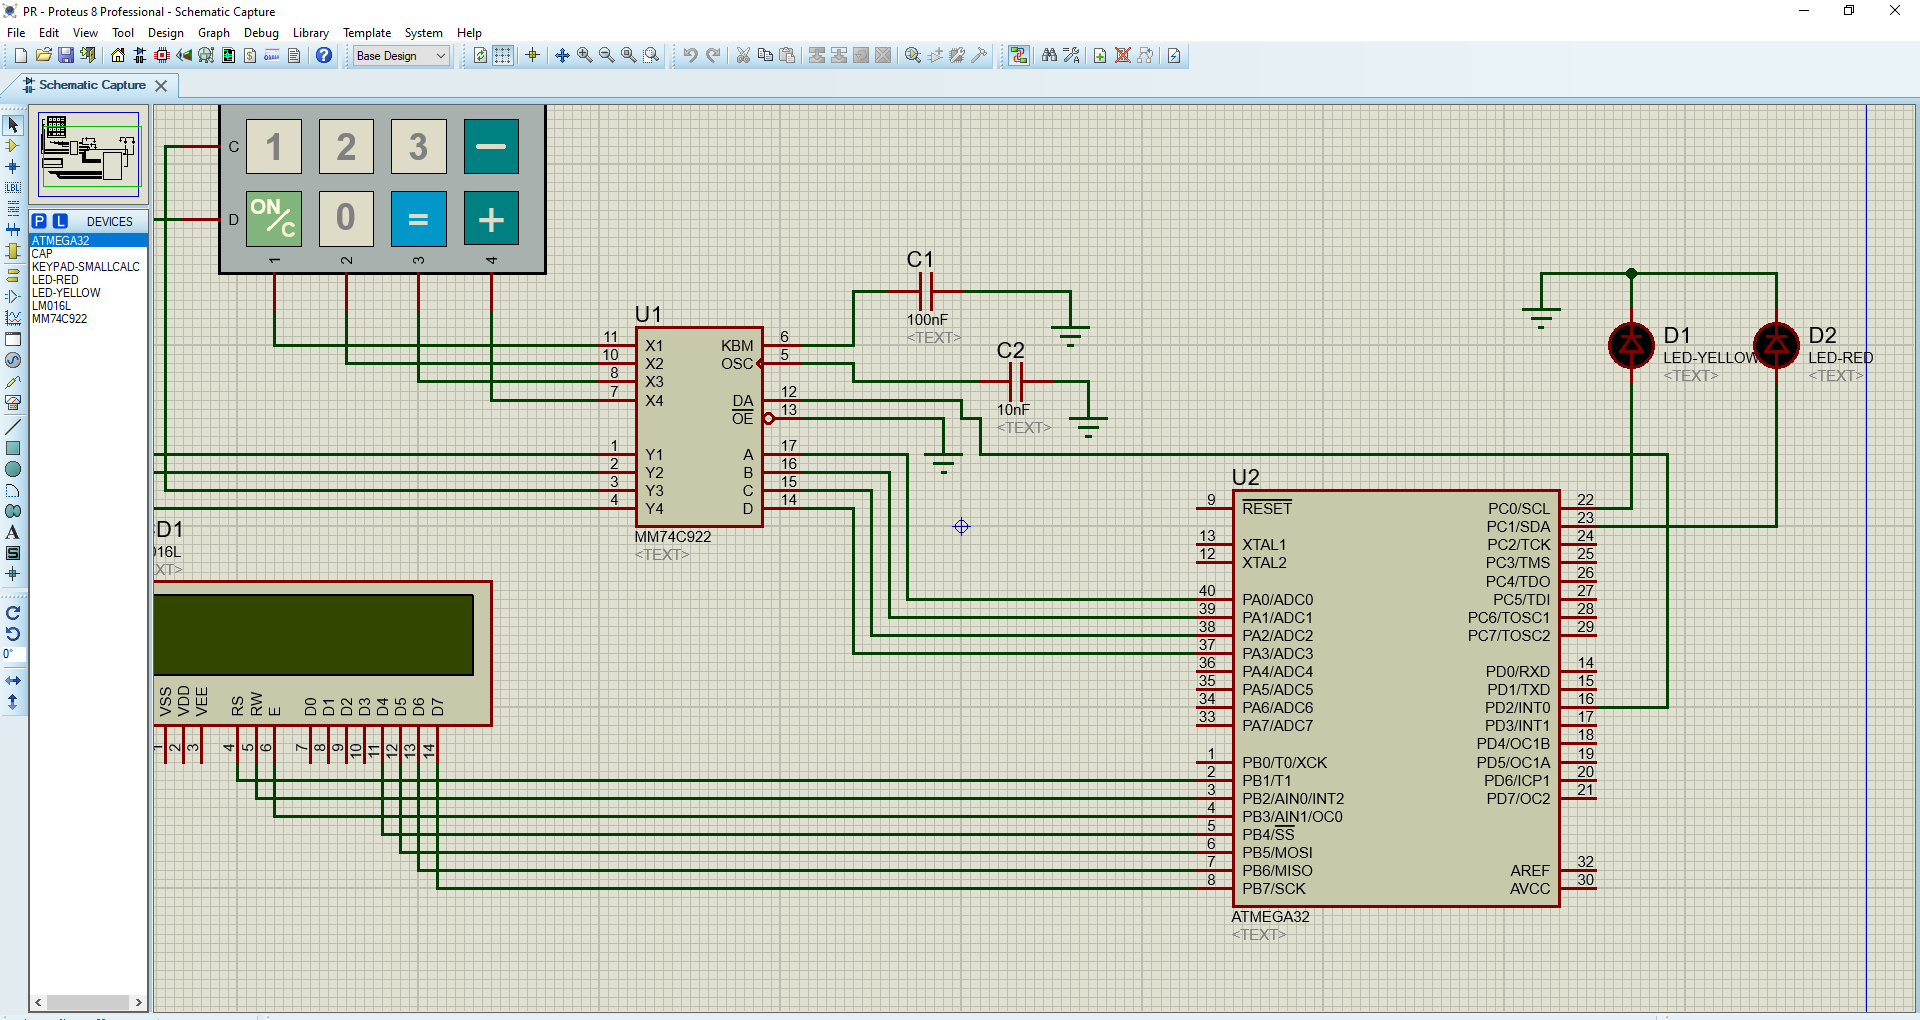 PR - Proteus 8 Professional - Schematic Capture
File Edit View Tool Design Graph Debug Library Template System Help
Base Design
Schematic Capture
P L DEVICES
ATMEGA32
CAP
KEYPAD-SMALLCALC
LED-RED
LED-YELLOW
LM016L
MM74C922
LBL
A
S
0°
C 1 2 3 −
D ON/C 0 = +
1 2 3 4
U1
11 X1 KBM 6
10 X2 OSC 5
8 X3
7 X4 DA 12
OE 13
1 Y1 A 17
2 Y2 B 16
3 Y3 C 15
4 Y4 D 14
MM74C922
<TEXT>
C1
100nF
<TEXT>
C2
10nF
<TEXT>
D1
LED-YELLOW
<TEXT>
D2
LED-RED
<TEXT>
D1
016L
XT>
VSS VDD VEE RS RW E D0 D1 D2 D3 D4 D5 D6 D7
1 2 3 4 5 6 7 8 9 10 11 12 13 14
U2
9 RESET PC0/SCL 22
PC1/SDA 23
13 XTAL1 PC2/TCK 24
12 XTAL2 PC3/TMS 25
PC4/TDO 26
40 PA0/ADC0 PC5/TDI 27
39 PA1/ADC1 PC6/TOSC1 28
38 PA2/ADC2 PC7/TOSC2 29
37 PA3/ADC3
36 PA4/ADC4 PD0/RXD 14
35 PA5/ADC5 PD1/TXD 15
34 PA6/ADC6 PD2/INT0 16
33 PA7/ADC7 PD3/INT1 17
PD4/OC1B 18
1 PB0/T0/XCK PD5/OC1A 19
2 PB1/T1 PD6/ICP1 20
3 PB2/AIN0/INT2 PD7/OC2 21
4 PB3/AIN1/OC0
5 PB4/SS
6 PB5/MOSI
7 PB6/MISO AREF 32
8 PB7/SCK AVCC 30
ATMEGA32
<TEXT>